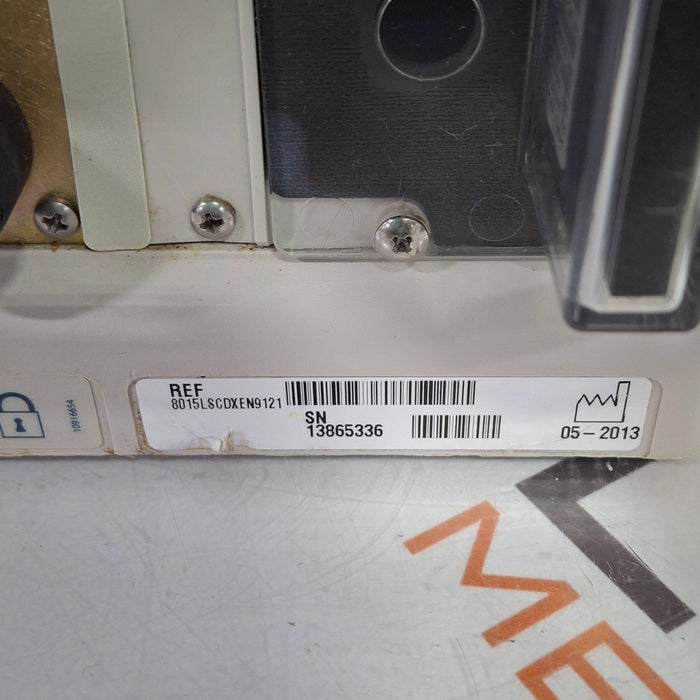 REF
8015LSCDXEN9121
SN
13865336
05-2013
10916654
ME